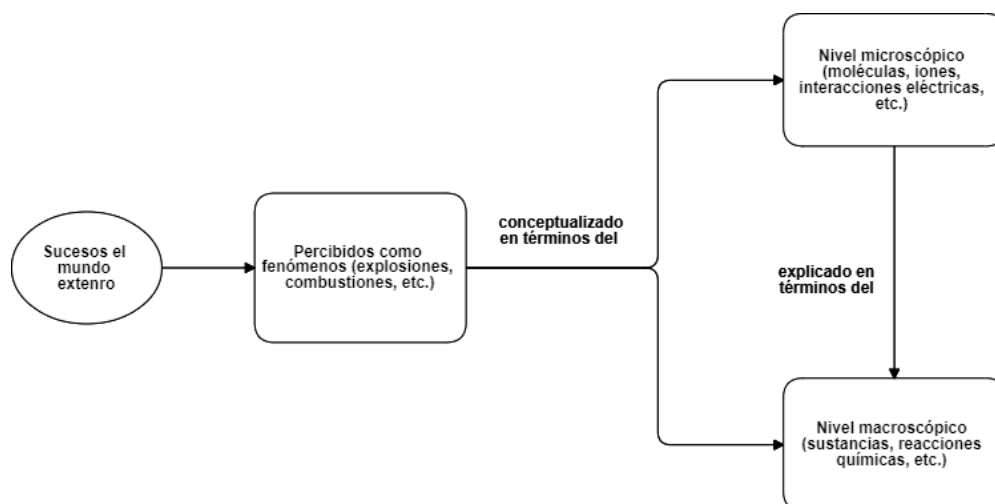 Sucesos el
mundo
extenro
Percibidos como
fenómenos (explosiones,
combustiones, etc.)
conceptualizado
en términos del
Nivel microscópico
(moléculas, iones,
interacciones eléctricas,
etc.)
explicado en
términos del
Nivel macroscópico
(sustancias, reacciones
químicas, etc.)